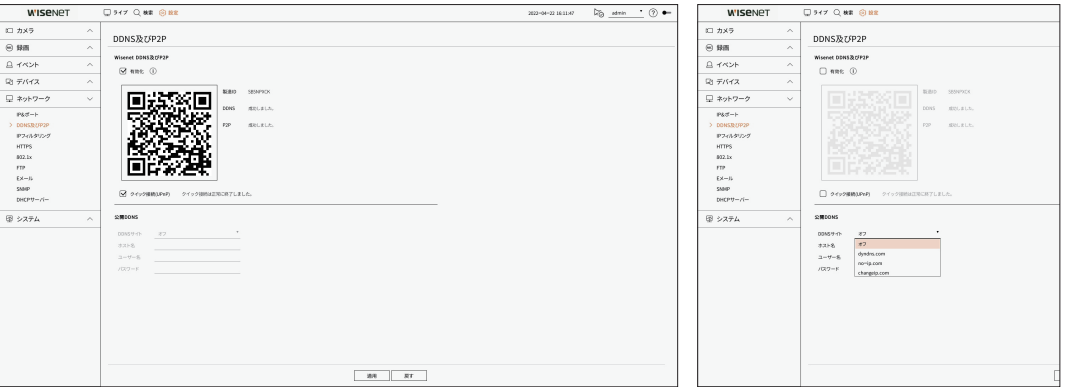 WISENET
ライブ 検索 設定
2022-04-22 16:11:47 admin
カメラ
録画
イベント
デバイス
ネットワーク
IP&ポート
DDNS及びP2P
IPフィルタリング
HTTPS
802.1x
FTP
Eメール
SNMP
DHCPサーバー
システム
DDNS及びP2P
Wisenet DDNS及びP2P
有効化
製造ID
DDNS 成功しました。
P2P 成功しました。
クイック接続(UPnP) クイック接続は正常に終了しました。
公開DDNS
DDNSサイト オフ
ホスト名
ユーザー名
パスワード
適用 戻す
WISENET
ライブ 検索 設定
カメラ
録画
イベント
デバイス
ネットワーク
IP&ポート
DDNS及びP2P
IPフィルタリング
HTTPS
802.1x
FTP
Eメール
SNMP
DHCPサーバー
システム
DDNS及びP2P
Wisenet DDNS及びP2P
有効化
製造ID
DDNS 成功しました。
P2P 成功しました。
クイック接続(UPnP) クイック接続は正常に終了しました。
公開DDNS
DDNSサイト オフ
ホスト名 オフ
ユーザー名 dyndns.com
no-ip.com
パスワード changeip.com